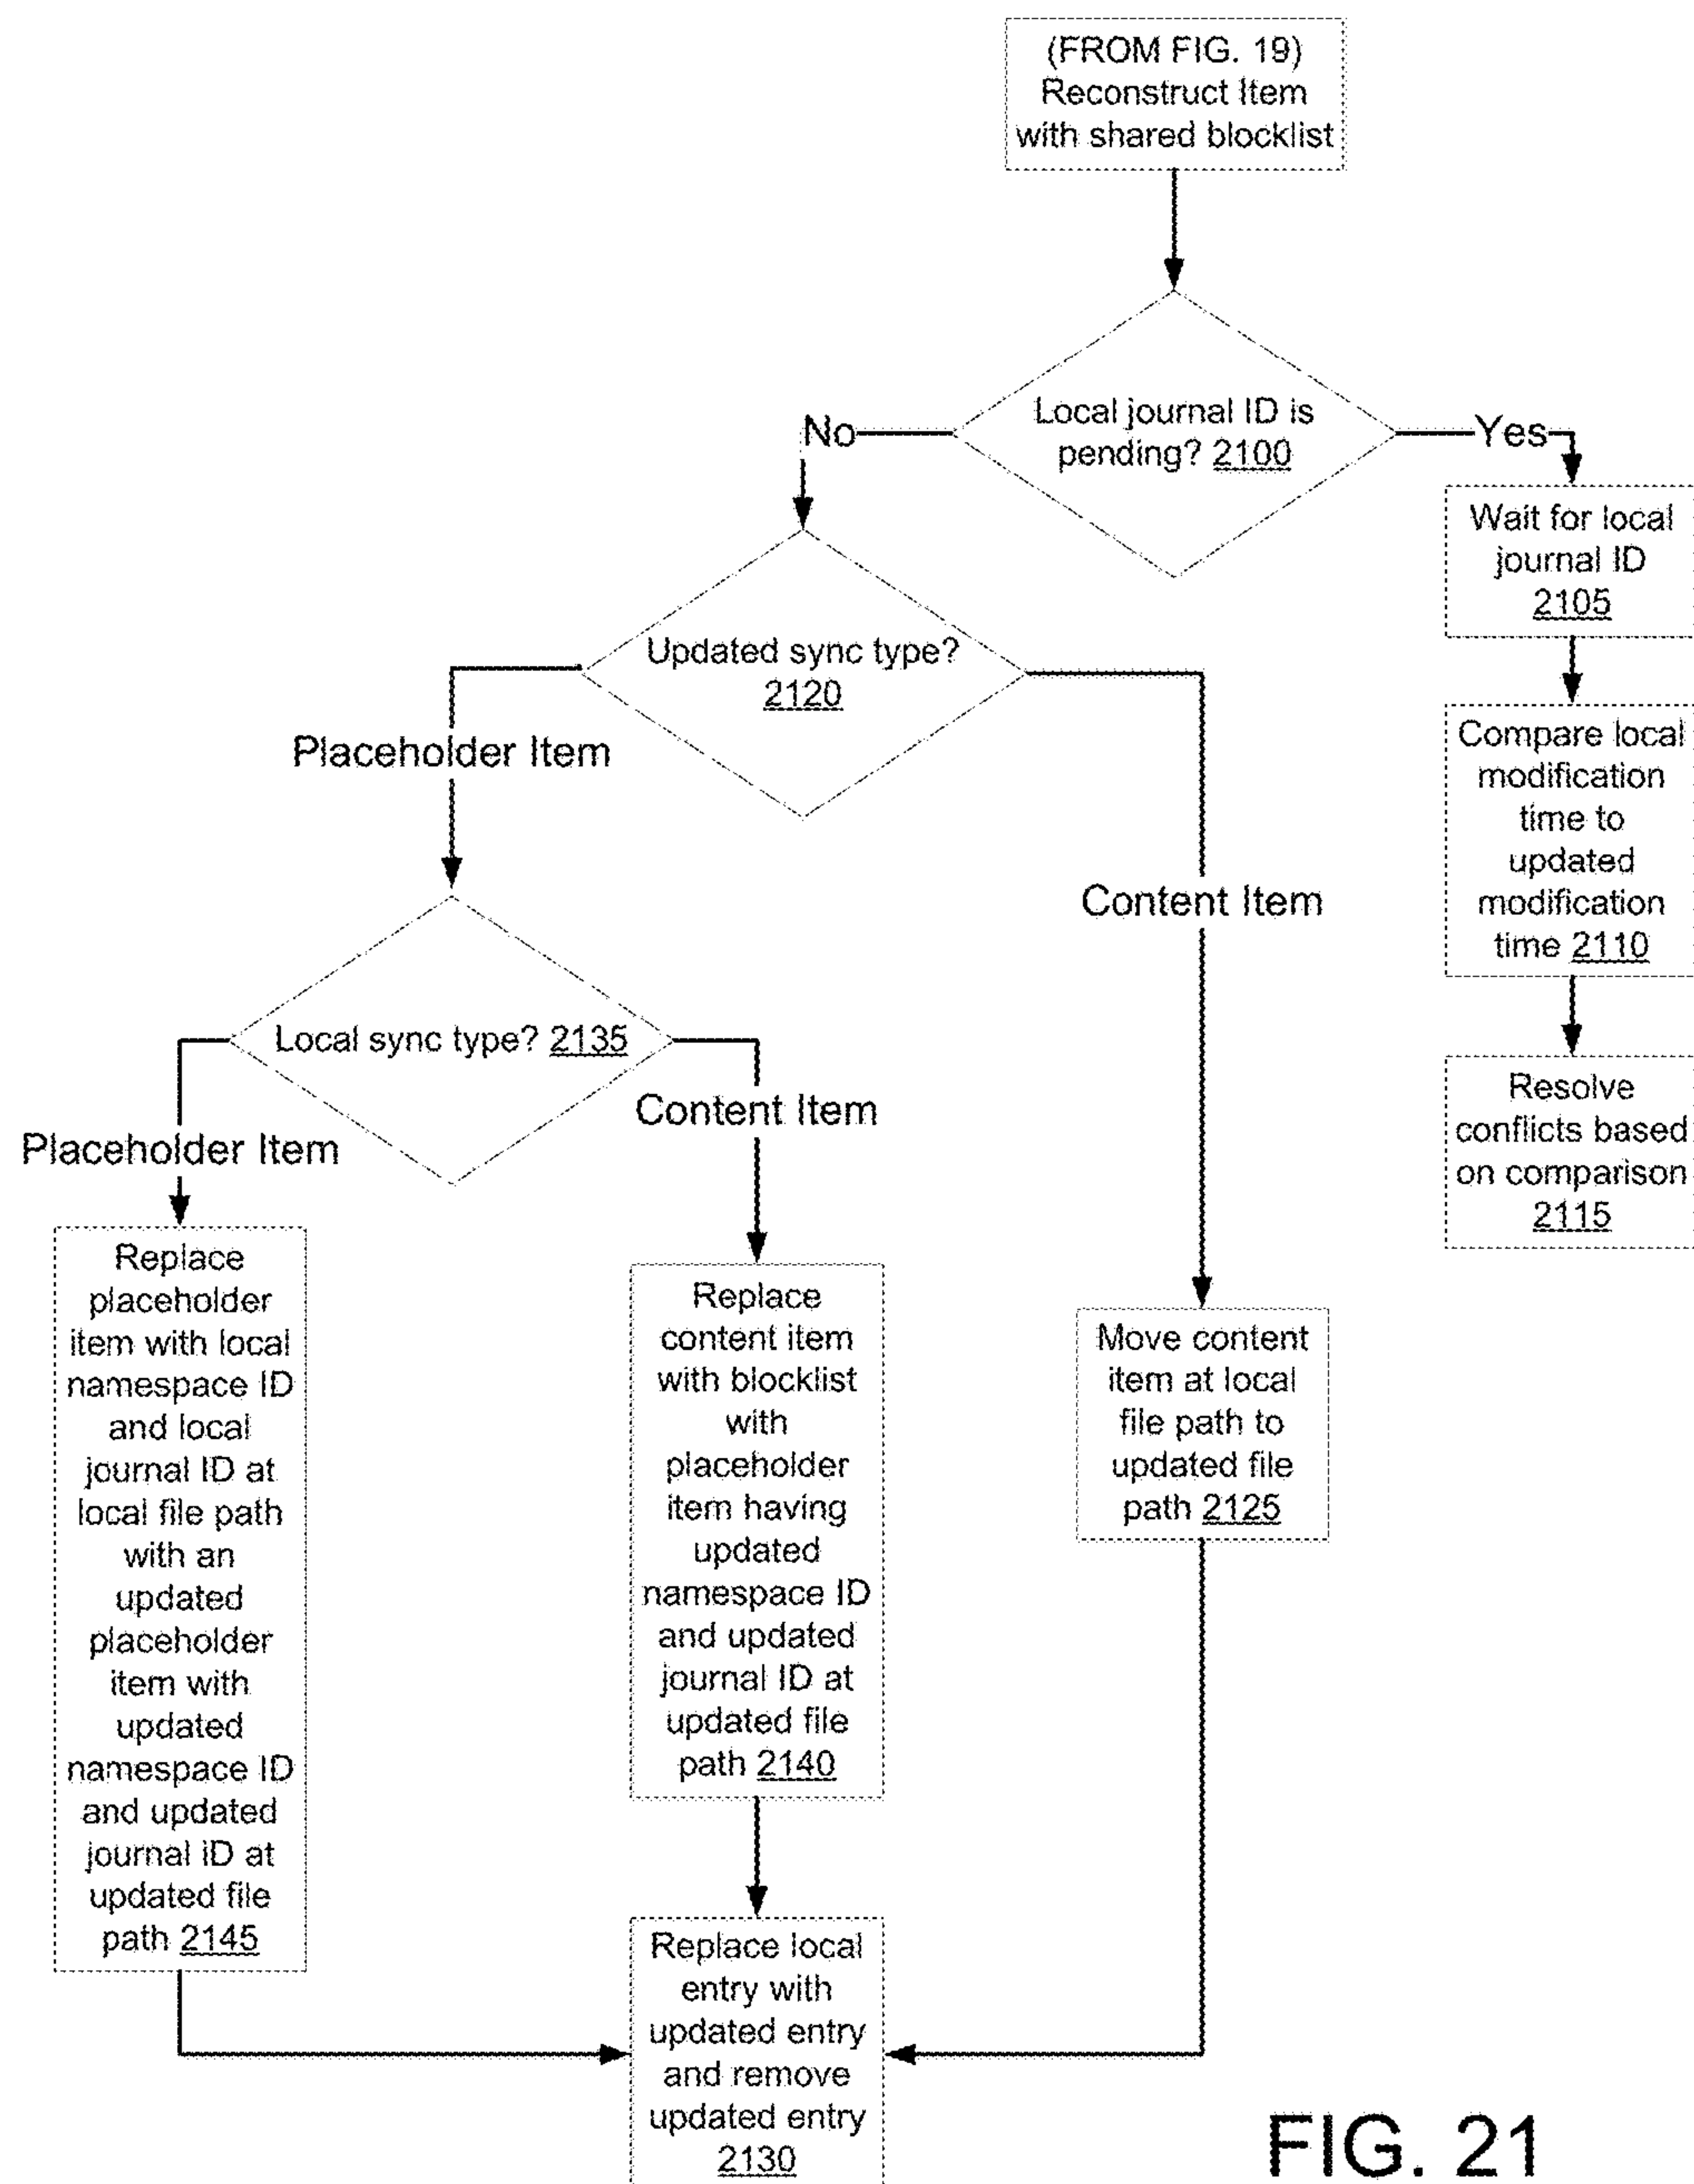 (FROM FIG. 19)
Reconstruct Item
with shared blocklist
Local journal ID is
pending? 2100
No
Yes
Wait for local
journal ID
2105
Updated sync type?
2120
Compare local
modification
time to
updated
modification
time 2110
Placeholder Item
Content Item
Local sync type? 2135
Resolve
conflicts based
on comparison
2115
Placeholder Item
Content Item
Replace
placeholder
item with local
namespace ID
and local
journal ID at
local file path
with an
updated
placeholder
item with
updated
namespace ID
and updated
journal iD at
updated file
path 2145
Replace
content item
with blocklist
with
placeholder
item having
updated
namespace ID
and updated
journal ID at
updated file
path 2140
Move content
item at local
file path to
updated file
path 2125
Replace local
entry with
updated entry
and remove
updated entry
2130
FIG. 21